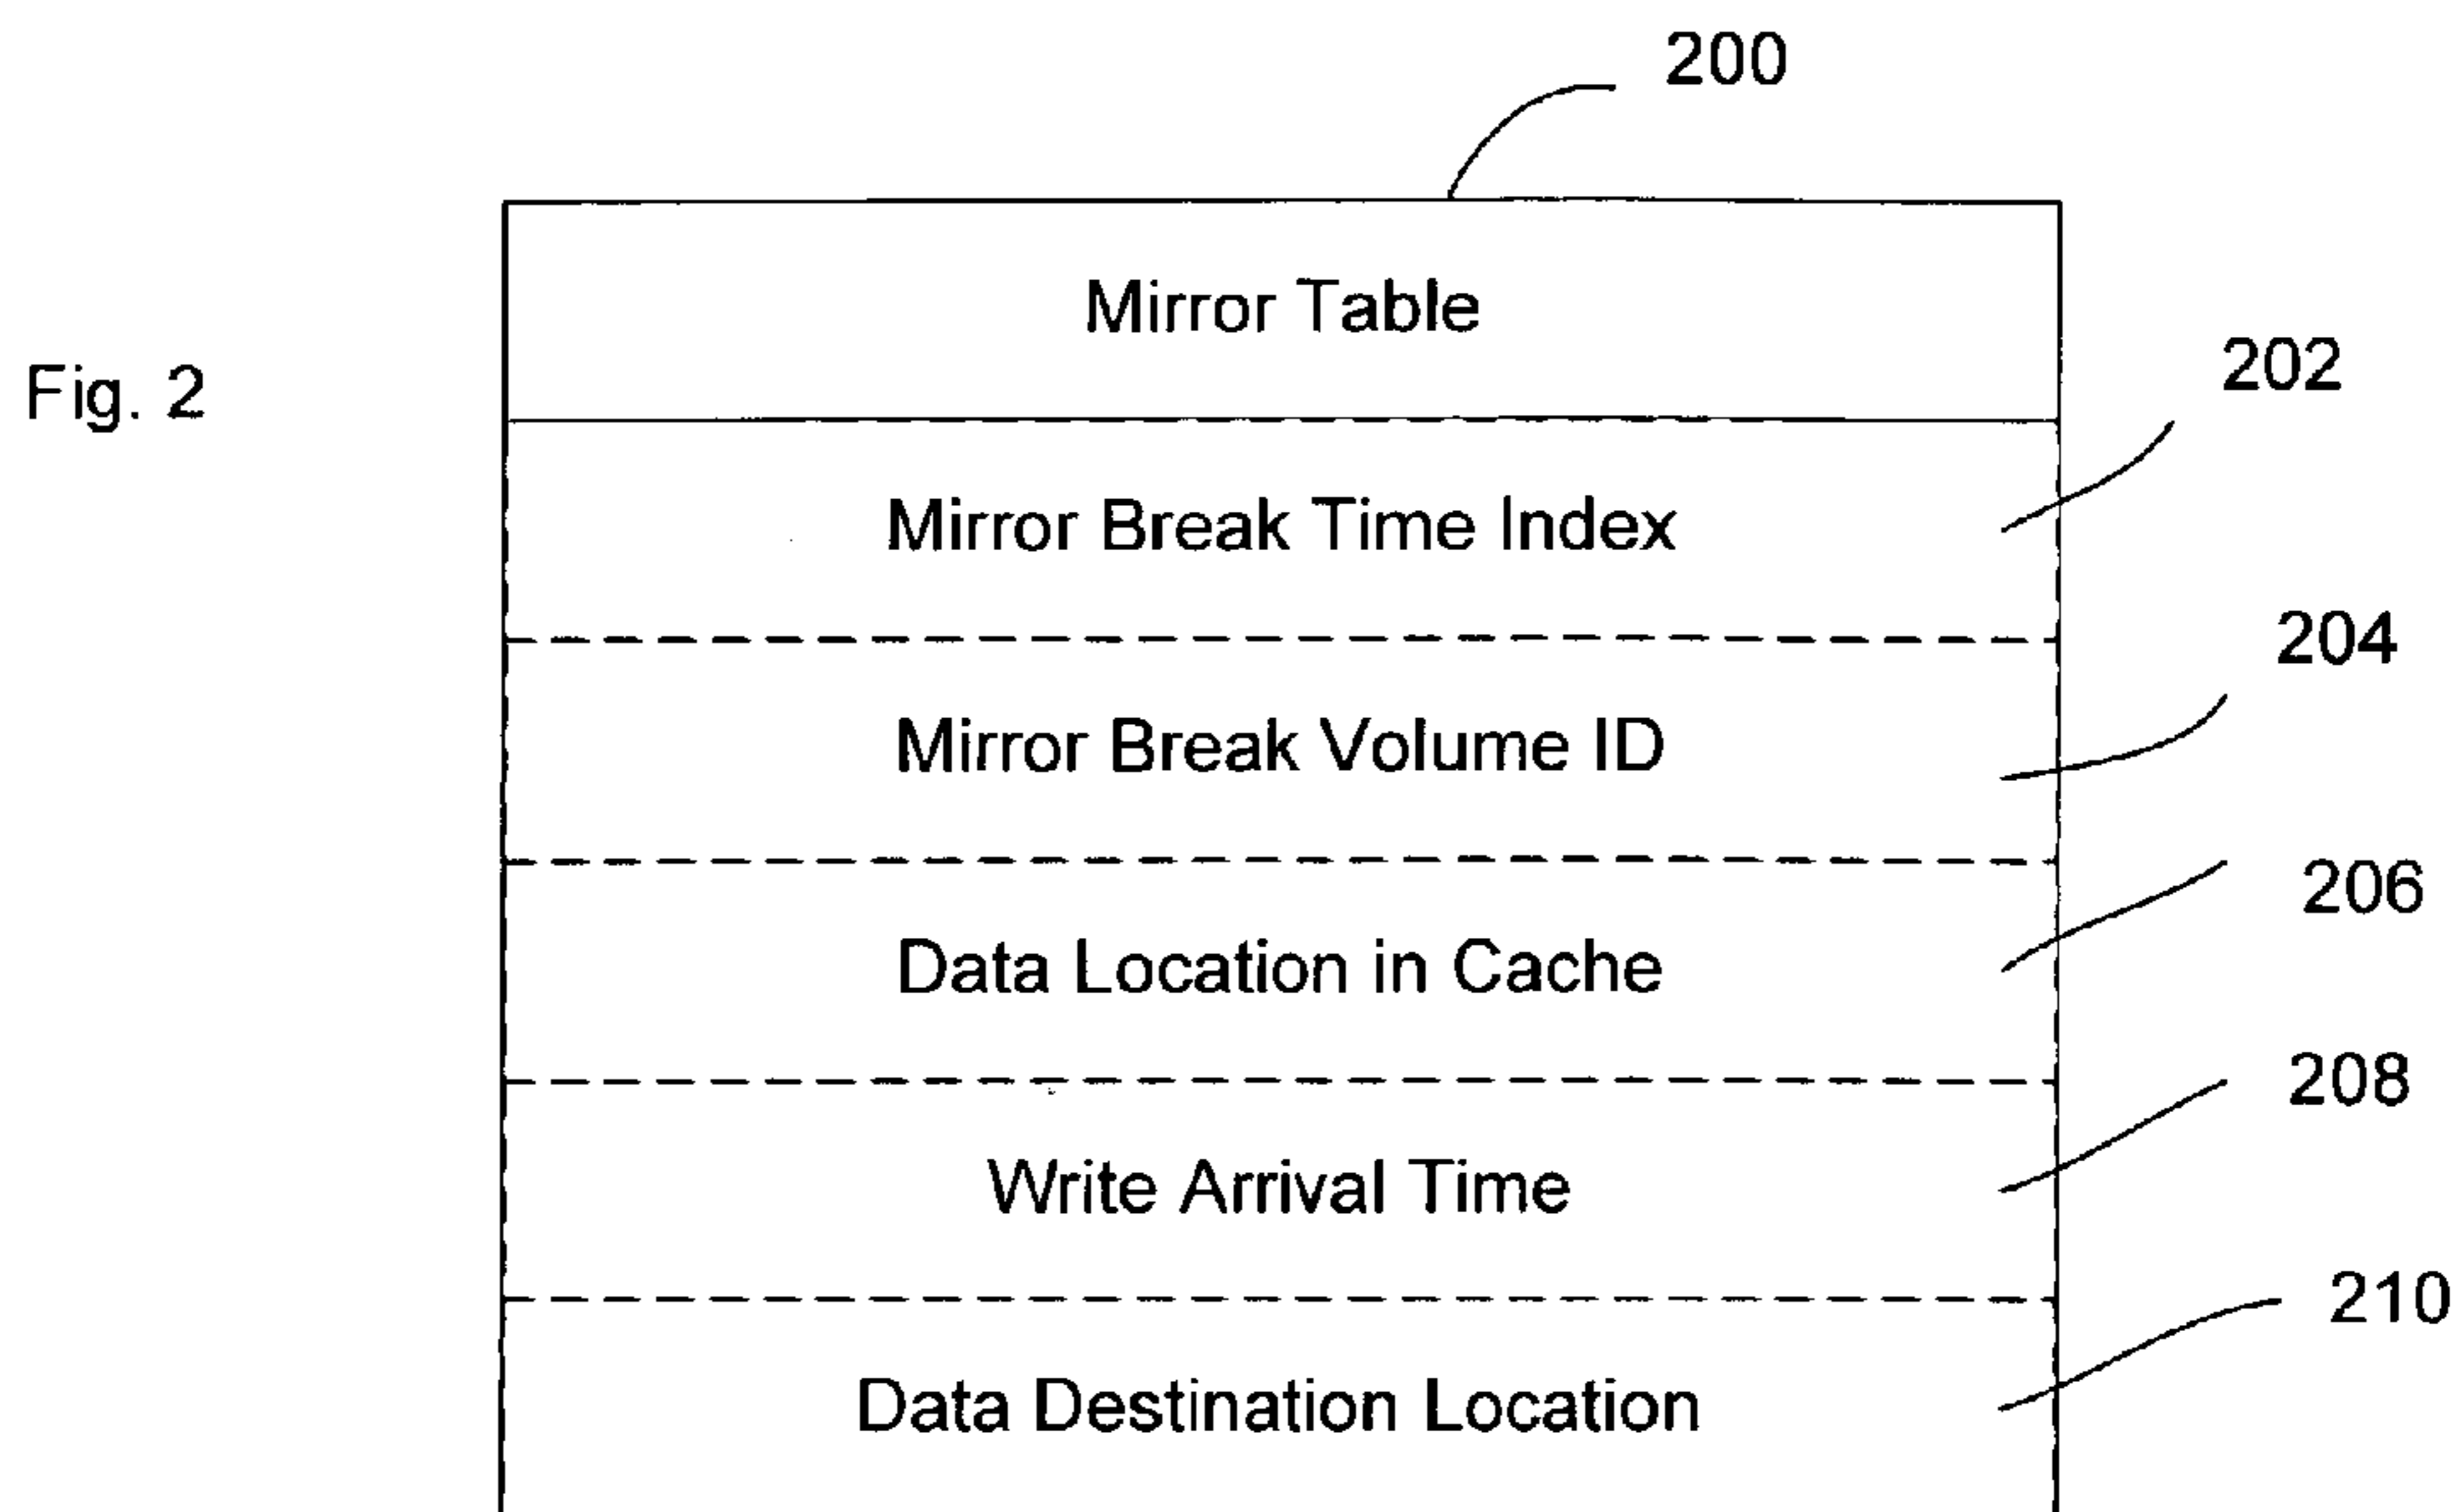 200
Mirror Table
Fig. 2
202
Mirror Break Time Index
204
Mirror Break Volume ID
206
Data Location in Cache
208
Write Arrival Time
210
Data Destination Location